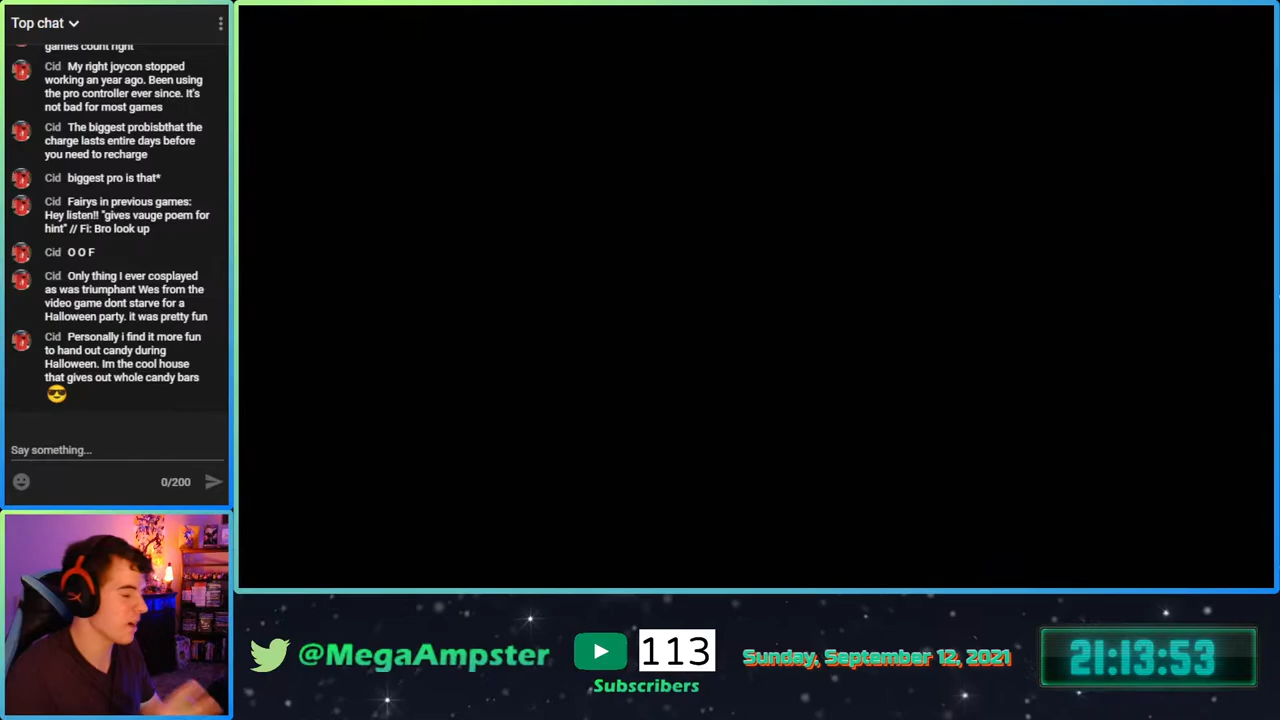 Top chat
games count right
Cid My right joycon stopped
working an year ago. Been using
the pro controller ever since. It's
not bad for most games
Cid The biggest probisbthat the
charge lasts entire days before
you need to recharge
Cid biggest pro is that*
Cid Fairys in previous games:
Hey listen!! "gives vauge poem for
hint" // Fi: Bro look up
Cid O O F
Cid Only thing I ever cosplayed
as was triumphant Wes from the
video game dont starve for a
Halloween party. it was pretty fun
Cid Personally i find it more fun
to hand out candy during
Halloween. Im the cool house
that gives out whole candy bars
Say something...
0/200
@MegaAmpster
113
Subscribers
Sunday, September 12, 2021
21:13:53